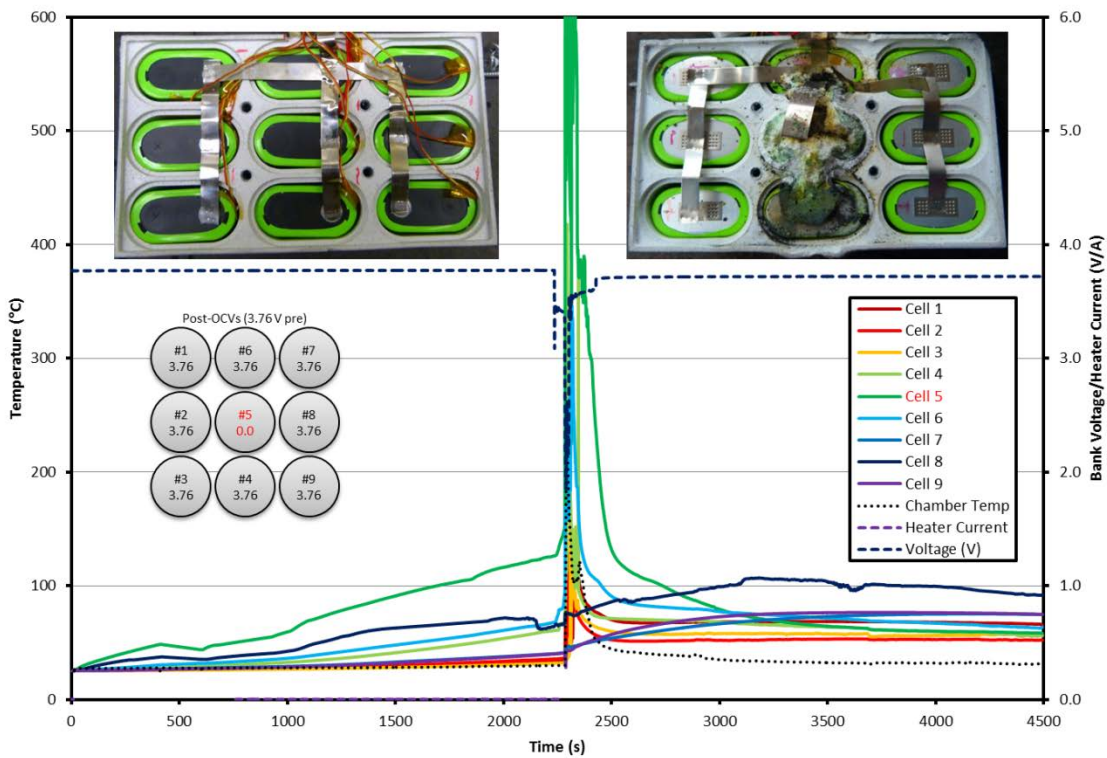 600
500
400
300
200
100
0
Temperature (°C)
6.0
5.0
4.0
3.0
2.0
1.0
0.0
Bank Voltage/Heater Current (V/A)
Post-OCVs (3.76 V pre)
#1 #6 #7
3.76 3.76 3.76
#2 #5 #8
3.76 0.0 3.76
#3 #4 #9
3.76 3.76 3.76
Cell 1
Cell 2
Cell 3
Cell 4
Cell 5
Cell 6
Cell 7
Cell 8
Cell 9
Chamber Temp
Heater Current
Voltage (V)
0 500 1000 1500 2000 2500 3000 3500 4000 4500
Time (s)